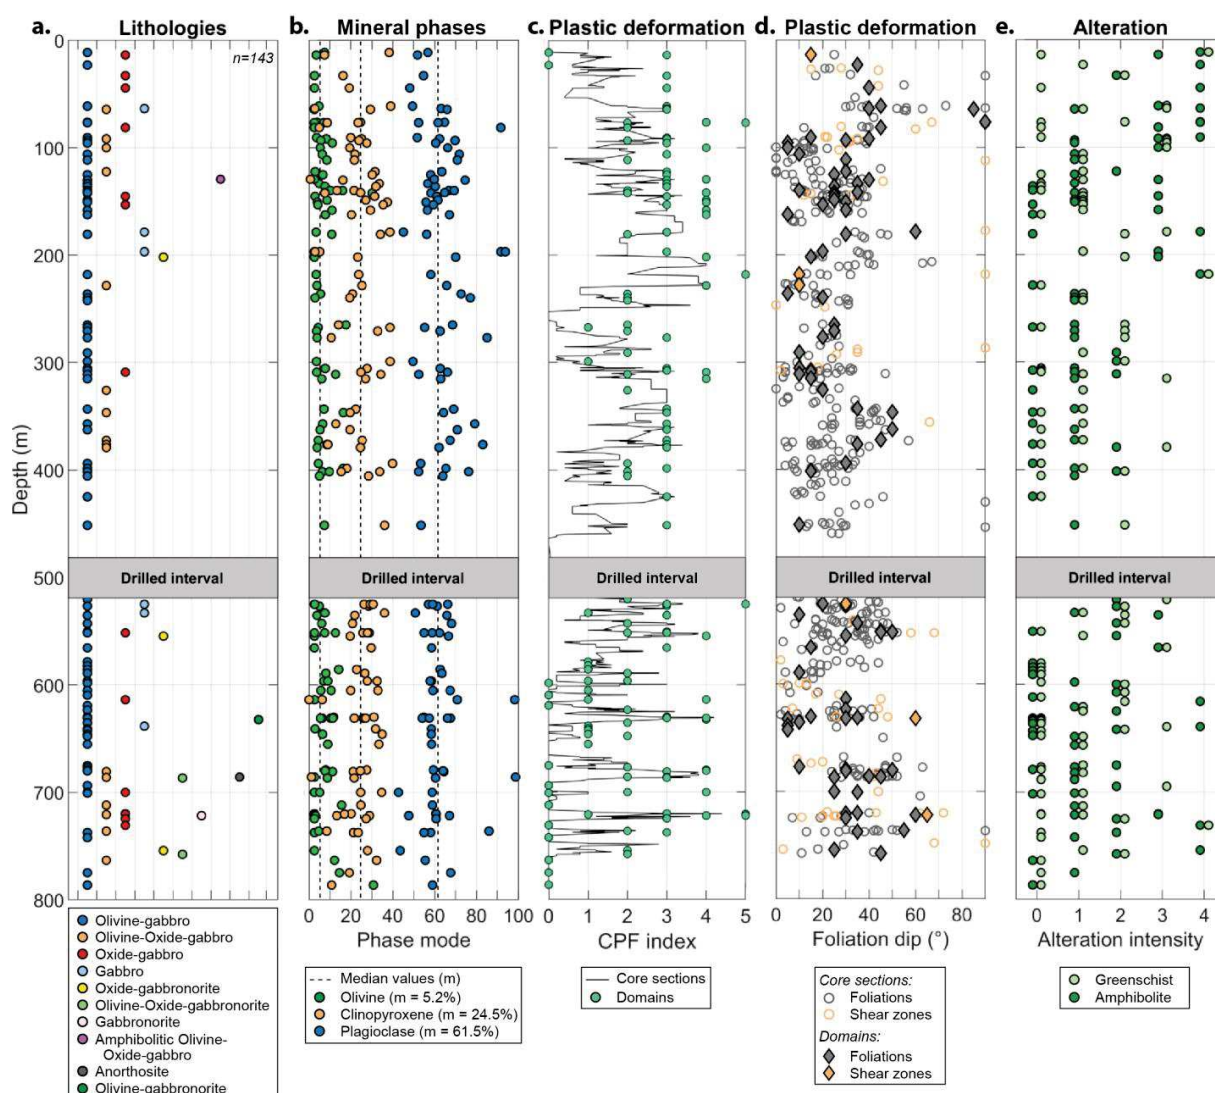 a. Lithologies
b. Mineral phases
c. Plastic deformation
d. Plastic deformation
e. Alteration
n=143
Depth (m)
0
100
200
300
400
500
600
700
800
Drilled interval
Drilled interval
Drilled interval
Drilled interval
Drilled interval
0 20 40 60 80 100
Phase mode
0 1 2 3 4 5
CPF index
0 20 40 60 80
Foliation dip (°)
0 1 2 3 4
Alteration intensity
Olivine-gabbro
Olivine-Oxide-gabbro
Oxide-gabbro
Gabbro
Oxide-gabbronorite
Olivine-Oxide-gabbronorite
Gabbronorite
Amphibolitic Olivine-
Oxide-gabbro
Anorthosite
Olivine-gabbronorite
Median values (m)
Olivine (m = 5.2%)
Clinopyroxene (m = 24.5%)
Plagioclase (m = 61.5%)
Core sections
Domains
Core sections:
Foliations
Shear zones
Domains:
Foliations
Shear zones
Greenschist
Amphibolite